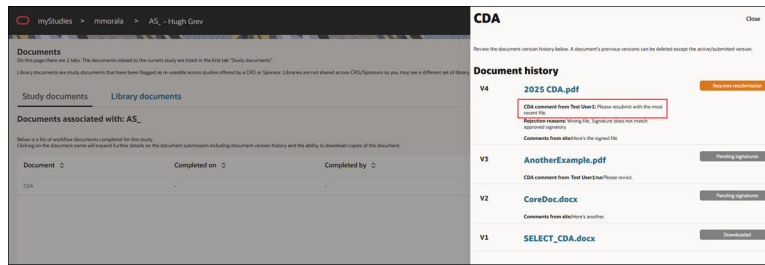 myStudies > mmorala > AS_ - Hugh Grev
Documents
On this page there are 2 tabs. The documents related to the current study are listed in the first tab "Study documents".
Library documents are study documents that have been flagged as re-useable across studies offered by a CRO or Sponsor. Libraries are not shared across CRO/Sponsors so you may see a different set of library
Study documents Library documents
Documents associated with: AS_
Below is a list of workflow documents completed for this study.
Clicking on the document name will expand further details on the document submission including document version history and the ability to download copies of the document.
Document Completed on Completed by
CDA - -
CDA Close
Review the document version history below. A document's previous versions can be deleted except the active/submitted version.
Document history
V4 2025 CDA.pdf Requires resubmission
CDA comment from Test User1: Please resubmit with the most
recent file.
Rejection reasons: Wrong file, Signature does not match
approved signatory
Comments from site:Here's the signed file
V3 AnotherExample.pdf Pending signatures
CDA comment from Test User1:na:Please revisit.
V2 CoreDoc.docx Pending signatures
Comments from site:Here's another.
V1 SELECT_CDA.docx Downloaded